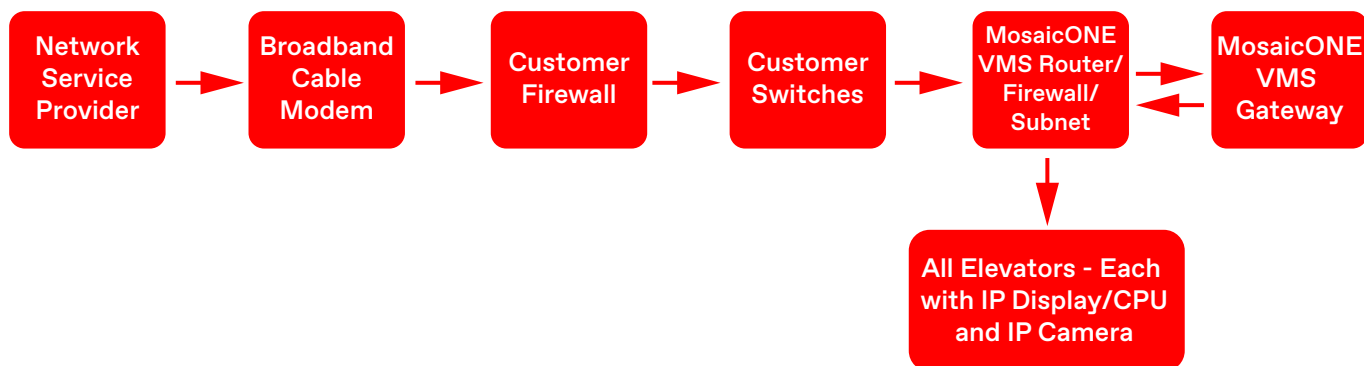 Network
Service
Provider
Broadband
Cable
Modem
Customer
Firewall
Customer
Switches
MosaicONE
VMS Router/
Firewall/
Subnet
MosaicONE
VMS
Gateway
All Elevators - Each
with IP Display/CPU
and IP Camera